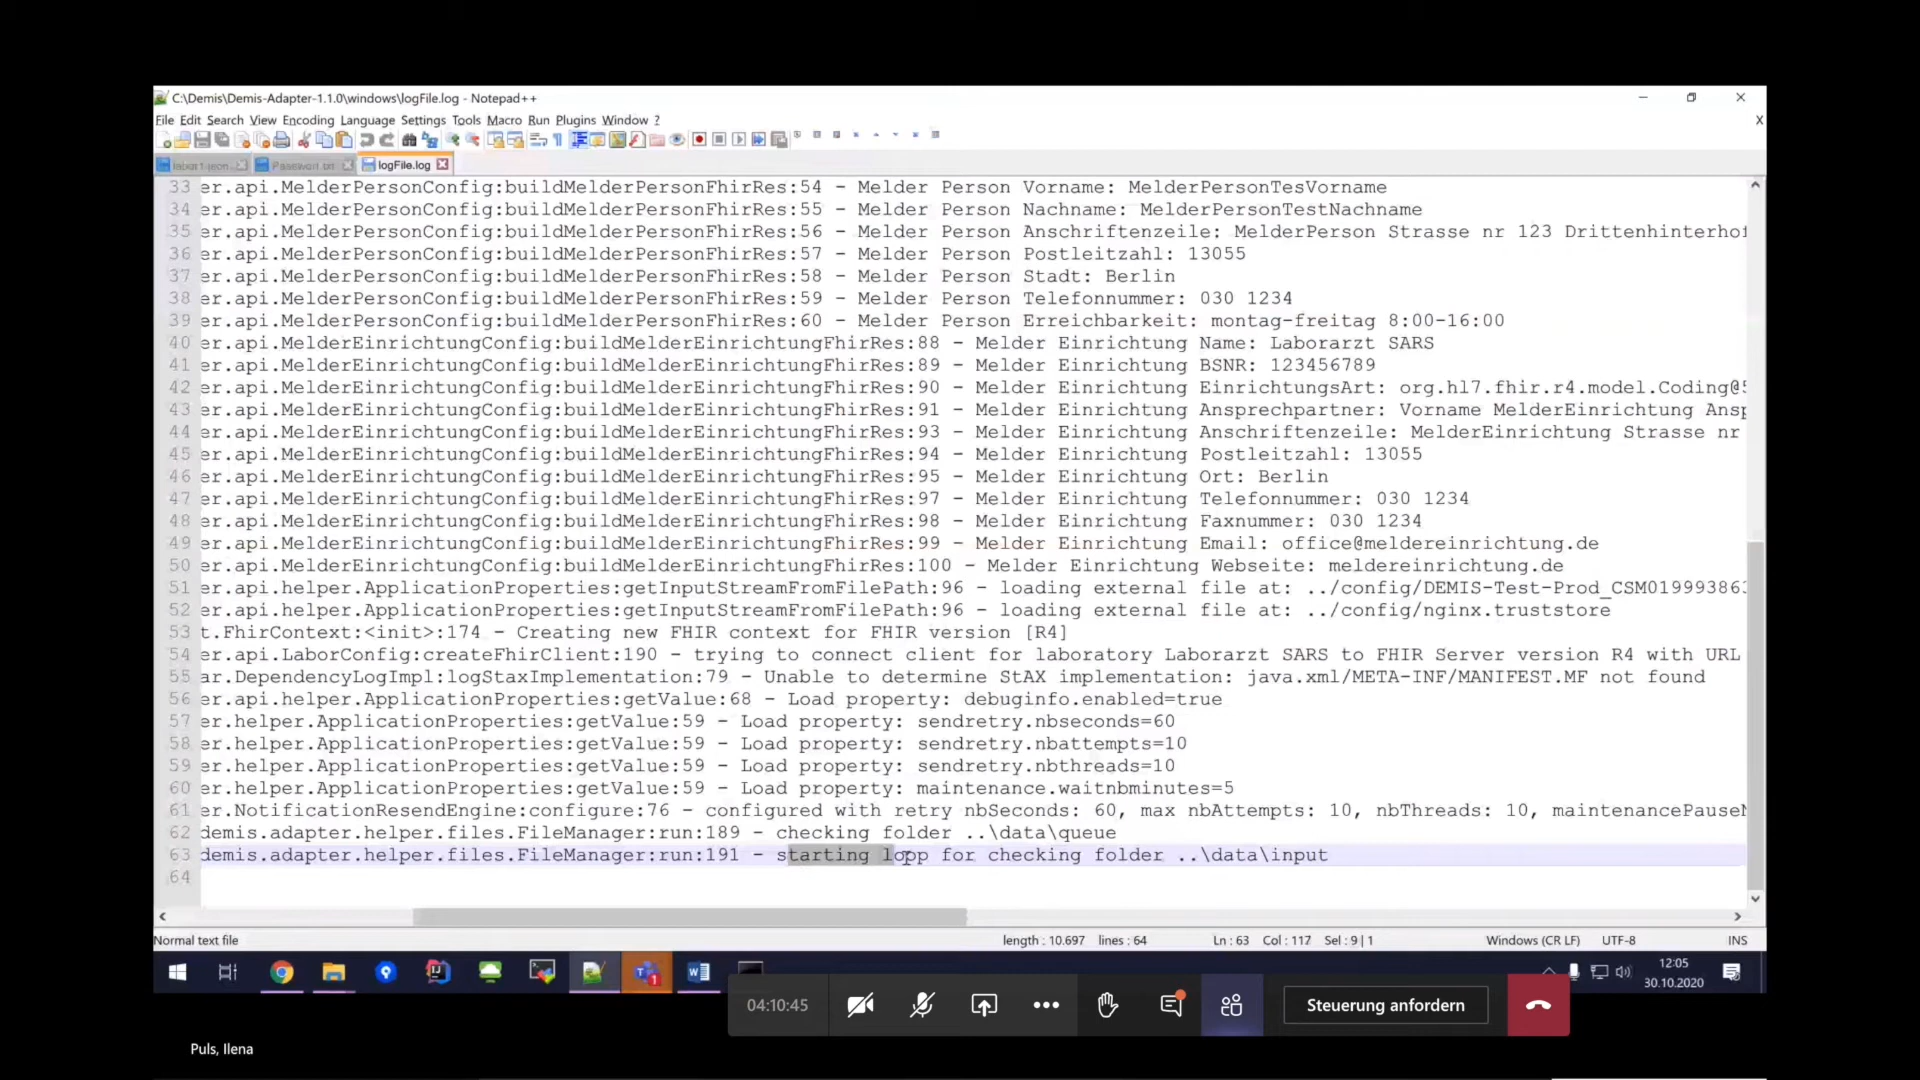 C:\Demis\Demis-Adapter-1.1.0\windows\logFile.log - Notepad++
File Edit Search View Encoding Language Settings Tools Macro Run Plugins Window ?
X
labor1-json
Passwort.txt
logFile.log
33 er.api.MelderPersonConfig:buildMelderPersonFhirRes:54 - Melder Person Vorname: MelderPersonTesVorname
34 er.api.MelderPersonConfig:buildMelderPersonFhirRes:55 - Melder Person Nachname: MelderPersonTestNachname
35 er.api.MelderPersonConfig:buildMelderPersonFhirRes:56 - Melder Person Anschriftenzeile: MelderPerson Strasse nr 123 Drittenhinterhof
36 er.api.MelderPersonConfig:buildMelderPersonFhirRes:57 - Melder Person Postleitzahl: 13055
37 er.api.MelderPersonConfig:buildMelderPersonFhirRes:58 - Melder Person Stadt: Berlin
38 er.api.MelderPersonConfig:buildMelderPersonFhirRes:59 - Melder Person Telefonnummer: 030 1234
39 er.api.MelderPersonConfig:buildMelderPersonFhirRes:60 - Melder Person Erreichbarkeit: montag-freitag 8:00-16:00
40 er.api.MelderEinrichtungConfig:buildMelderEinrichtungFhirRes:88 - Melder Einrichtung Name: Laborarzt SARS
41 er.api.MelderEinrichtungConfig:buildMelderEinrichtungFhirRes:89 - Melder Einrichtung BSNR: 123456789
42 er.api.MelderEinrichtungConfig:buildMelderEinrichtungFhirRes:90 - Melder Einrichtung EinrichtungsArt: org.hl7.fhir.r4.model.Coding@5
43 er.api.MelderEinrichtungConfig:buildMelderEinrichtungFhirRes:91 - Melder Einrichtung Ansprechpartner: Vorname MelderEinrichtung Ansp
44 er.api.MelderEinrichtungConfig:buildMelderEinrichtungFhirRes:93 - Melder Einrichtung Anschriftenzeile: MelderEinrichtung Strasse nr
45 er.api.MelderEinrichtungConfig:buildMelderEinrichtungFhirRes:94 - Melder Einrichtung Postleitzahl: 13055
46 er.api.MelderEinrichtungConfig:buildMelderEinrichtungFhirRes:95 - Melder Einrichtung Ort: Berlin
47 er.api.MelderEinrichtungConfig:buildMelderEinrichtungFhirRes:97 - Melder Einrichtung Telefonnummer: 030 1234
48 er.api.MelderEinrichtungConfig:buildMelderEinrichtungFhirRes:98 - Melder Einrichtung Faxnummer: 030 1234
49 er.api.MelderEinrichtungConfig:buildMelderEinrichtungFhirRes:99 - Melder Einrichtung Email: office@meldereinrichtung.de
50 er.api.MelderEinrichtungConfig:buildMelderEinrichtungFhirRes:100 - Melder Einrichtung Webseite: meldereinrichtung.de
51 er.api.helper.ApplicationProperties:getInputStreamFromFilePath:96 - loading external file at: ../config/DEMIS-Test-Prod_CSM01999386
52 er.api.helper.ApplicationProperties:getInputStreamFromFilePath:96 - loading external file at: ../config/nginx.truststore
53 t.FhirContext:<init>:174 - Creating new FHIR context for FHIR version [R4]
54 er.api.LaborConfig:createFhirClient:190 - trying to connect client for laboratory Laborarzt SARS to FHIR Server version R4 with URL
55 ar.DependencyLogImpl:logStaxImplementation:79 - Unable to determine StAX implementation: java.xml/META-INF/MANIFEST.MF not found
56 er.api.helper.ApplicationProperties:getValue:68 - Load property: debuginfo.enabled=true
57 er.helper.ApplicationProperties:getValue:59 - Load property: sendretry.nbseconds=60
58 er.helper.ApplicationProperties:getValue:59 - Load property: sendretry.nbattempts=10
59 er.helper.ApplicationProperties:getValue:59 - Load property: sendretry.nbthreads=10
60 er.helper.ApplicationProperties:getValue:59 - Load property: maintenance.waitnbminutes=5
61 er.NotificationResendEngine:configure:76 - configured with retry nbSeconds: 60, max nbAttempts: 10, nbThreads: 10, maintenancePauseN
62 demis.adapter.helper.files.FileManager:run:189 - checking folder ..\data\queue
63 demis.adapter.helper.files.FileManager:run:191 - starting loop for checking folder ..\data\input
64
Normal text file length : 10.697 lines : 64 Ln : 63 Col : 117 Sel : 9 | 1 Windows (CR LF) UTF-8 INS
12:05
30.10.2020
04:10:45
Steuerung anfordern
Puls, Ilena